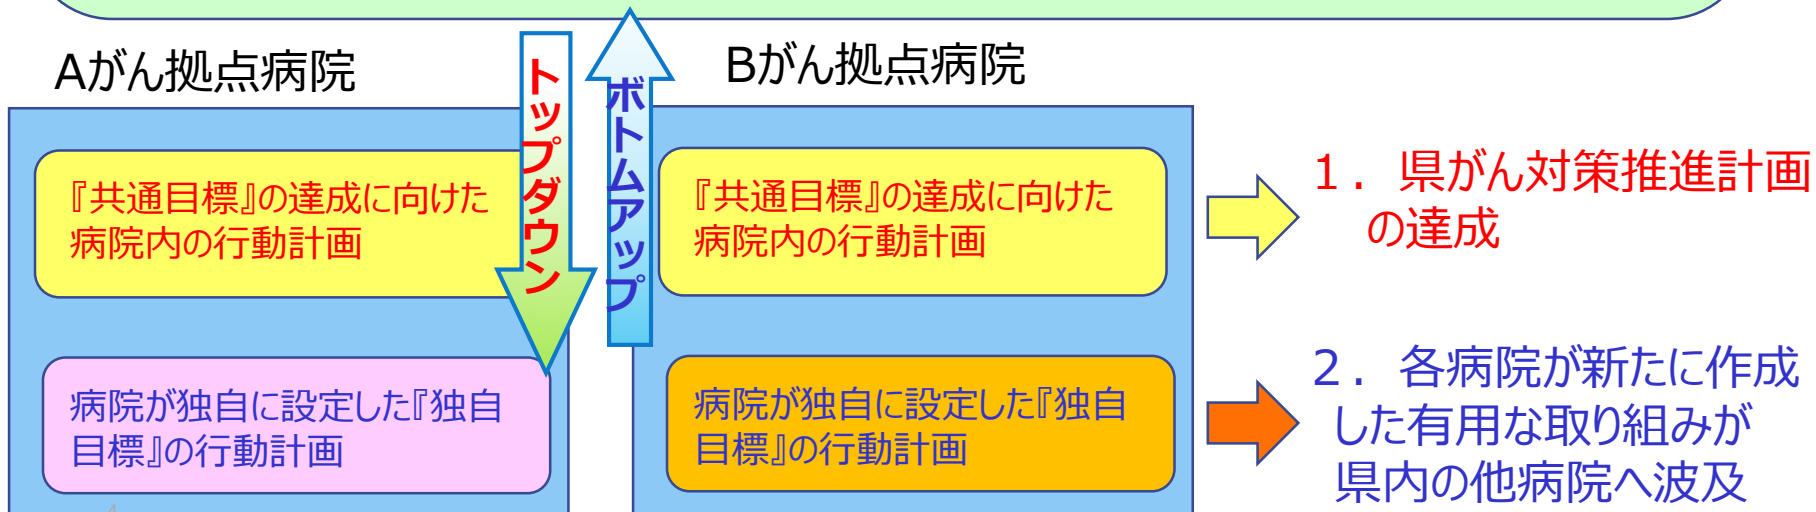 Aがん拠点病院
トップダウン
『共通目標』の達成に向けた
病院内の行動計画
病院が独自に設定した『独自
目標』の行動計画
ボトムアップ
Bがん拠点病院
『共通目標』の達成に向けた
病院内の行動計画
病院が独自に設定した『独自
目標』の行動計画
1．県がん対策推進計画
の達成
2．各病院が新たに作成
した有用な取り組みが
県内の他病院へ波及